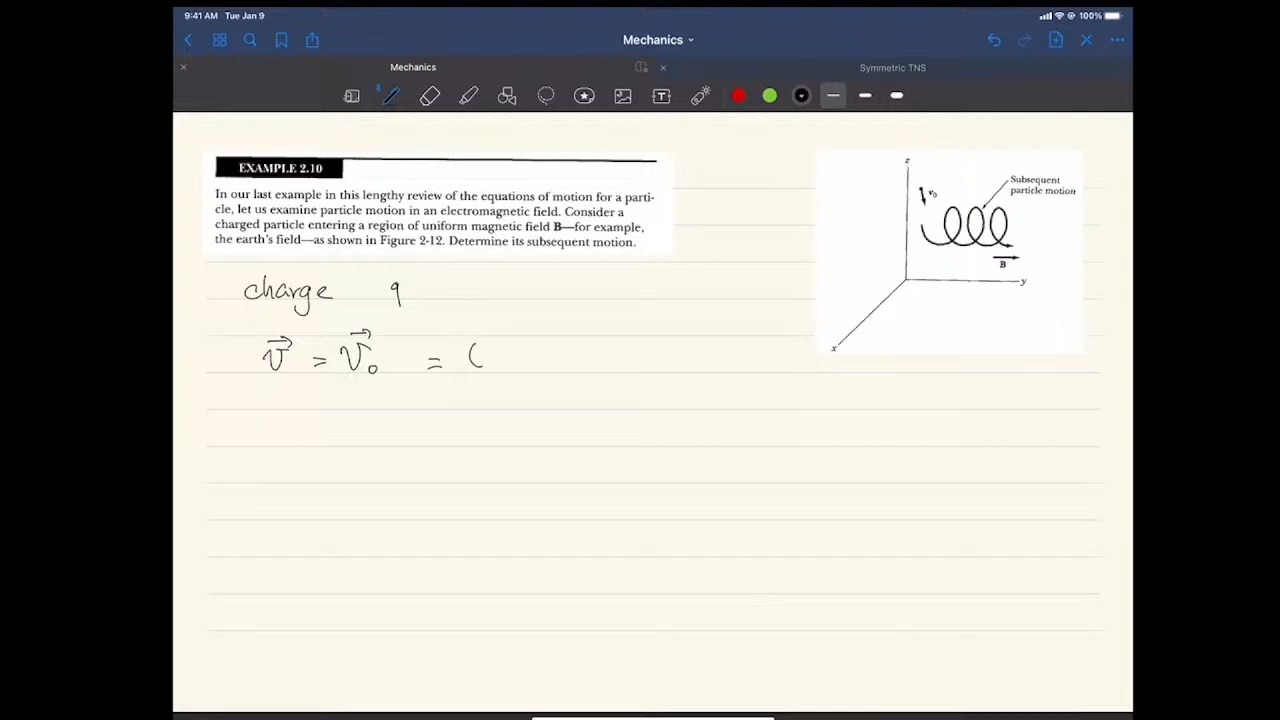 9:41 AM Tue Jan 9
100%
Mechanics
Mechanics
Symmetric TNS
EXAMPLE 2.10
In our last example in this lengthy review of the equations of motion for a parti-
cle, let us examine particle motion in an electromagnetic field. Consider a
charged particle entering a region of uniform magnetic field B—for example,
the earth's field—as shown in Figure 2-12. Determine its subsequent motion.
z
Subsequent
particle motion
v₀
B
y
x
charge q
v⃗ = v⃗₀ = (